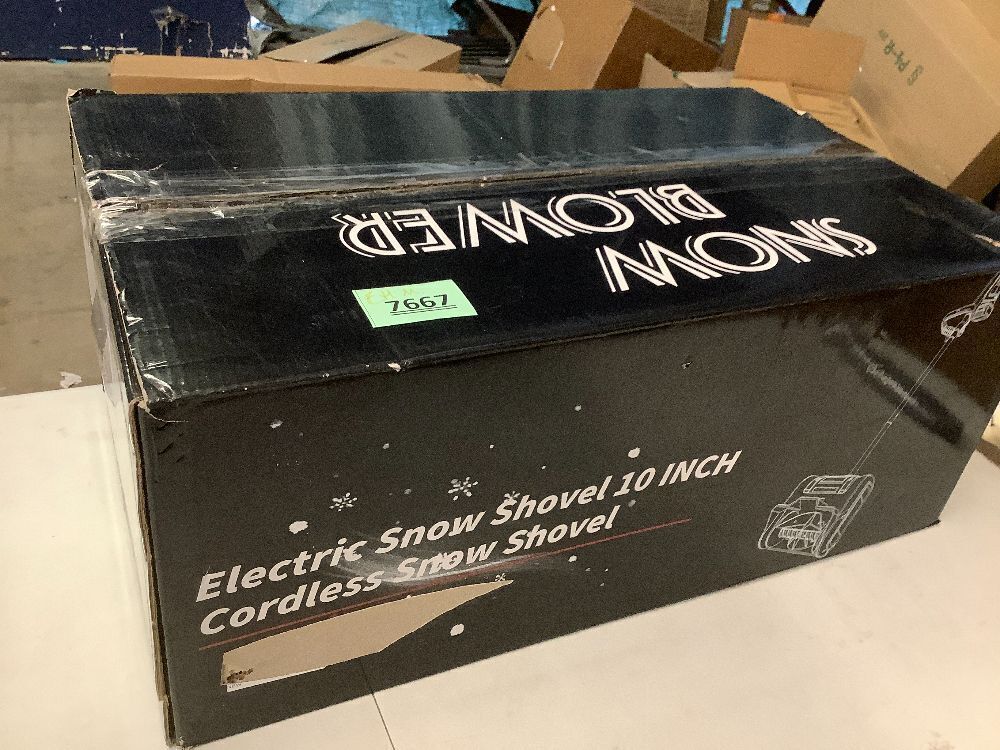 SNOW
BLOWER
7667
Electric Snow Shovel 10 INCH
Cordless Snow Shovel